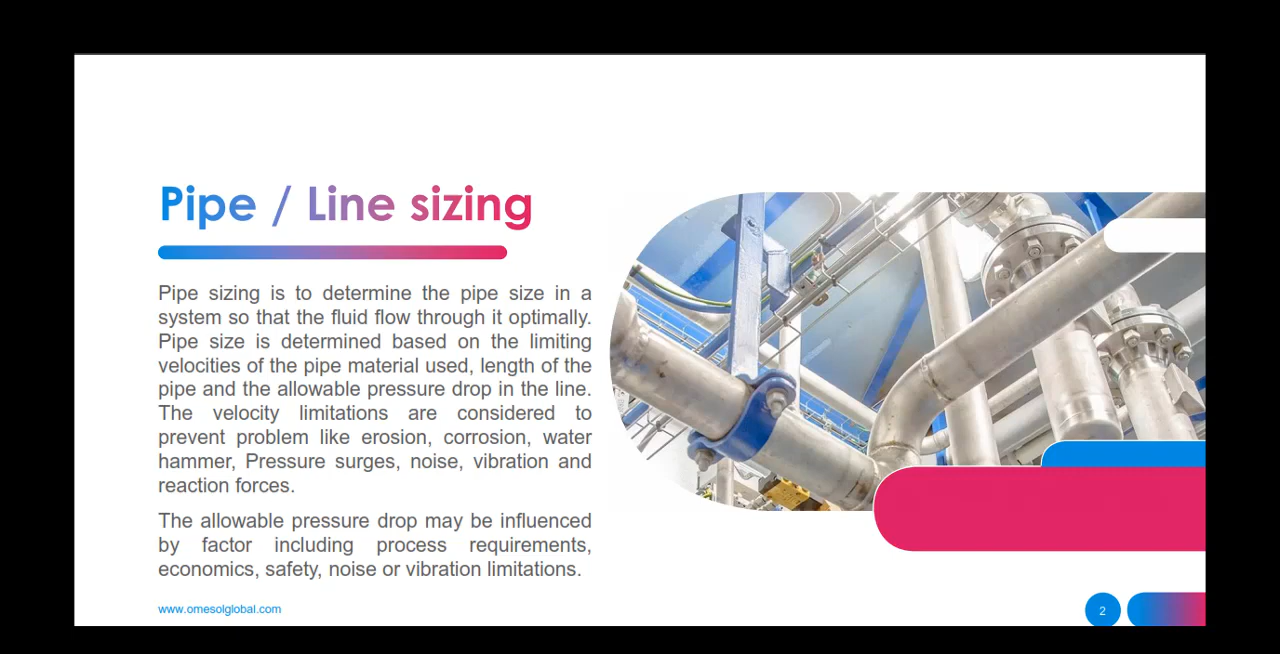 Pipe / Line sizing
Pipe sizing is to determine the pipe size in a
system so that the fluid flow through it optimally.
Pipe size is determined based on the limiting
velocities of the pipe material used, length of the
pipe and the allowable pressure drop in the line.
The velocity limitations are considered to
prevent problem like erosion, corrosion, water
hammer, Pressure surges, noise, vibration and
reaction forces.
The allowable pressure drop may be influenced
by factor including process requirements,
economics, safety, noise or vibration limitations.
www.omesolglobal.com
2